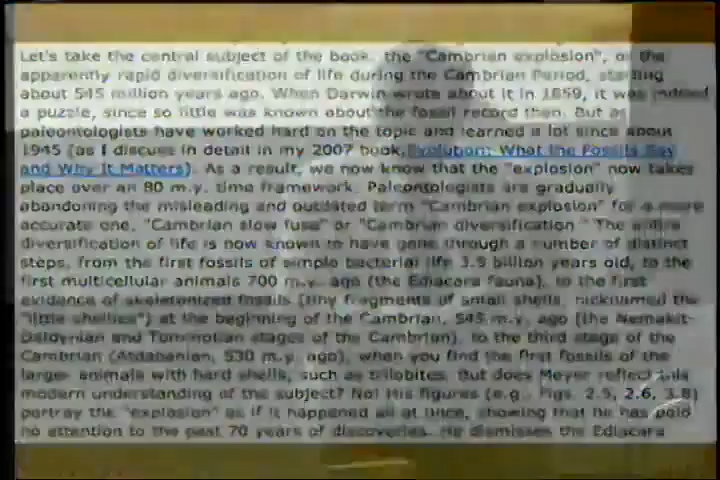 Let's take the central subject of the book, the "Cambrian explosion", or the
apparently rapid diversification of life during the Cambrian Period, starting
about 545 million years ago. When Darwin wrote about it in 1859, it was indeed
a puzzle, since so little was known about the fossil record then. But as
paleontologists have worked hard on the topic and learned a lot since about
1945 (as I discuss in detail in my 2007 book, Evolution: What the Fossils Say
and Why It Matters). As a result, we now know that the "explosion" now takes
place over an 80 m.y. time framework. Paleontologists are gradually
abandoning the misleading and outdated term "Cambrian explosion" for a more
accurate one, "Cambrian slow fuse" or "Cambrian diversification." The entire
diversification of life is now known to have gone through a number of distinct
steps, from the first fossils of simple bacterial life 3.5 billion years old, to the
first multicellular animals 700 m.y. ago (the Ediacara fauna), to the first
evidence of skeletonized fossils (tiny fragments of small shells, nicknamed the
"little shellies") at the beginning of the Cambrian, 545 m.y. ago (the Nemakit-
Daldynian and Tommotian stages of the Cambrian), to the third stage of the
Cambrian (Atdabanian, 530 m.y. ago), when you find the first fossils of the
larger animals with hard shells, such as trilobites. But does Meyer reflect this
modern understanding of the subject? No! His figures (e.g., Figs. 2.5, 2.6, 3.8)
portray the "explosion" as if it happened all at once, showing that he has paid
no attention to the past 70 years of discoveries. He dismisses the Ediacara